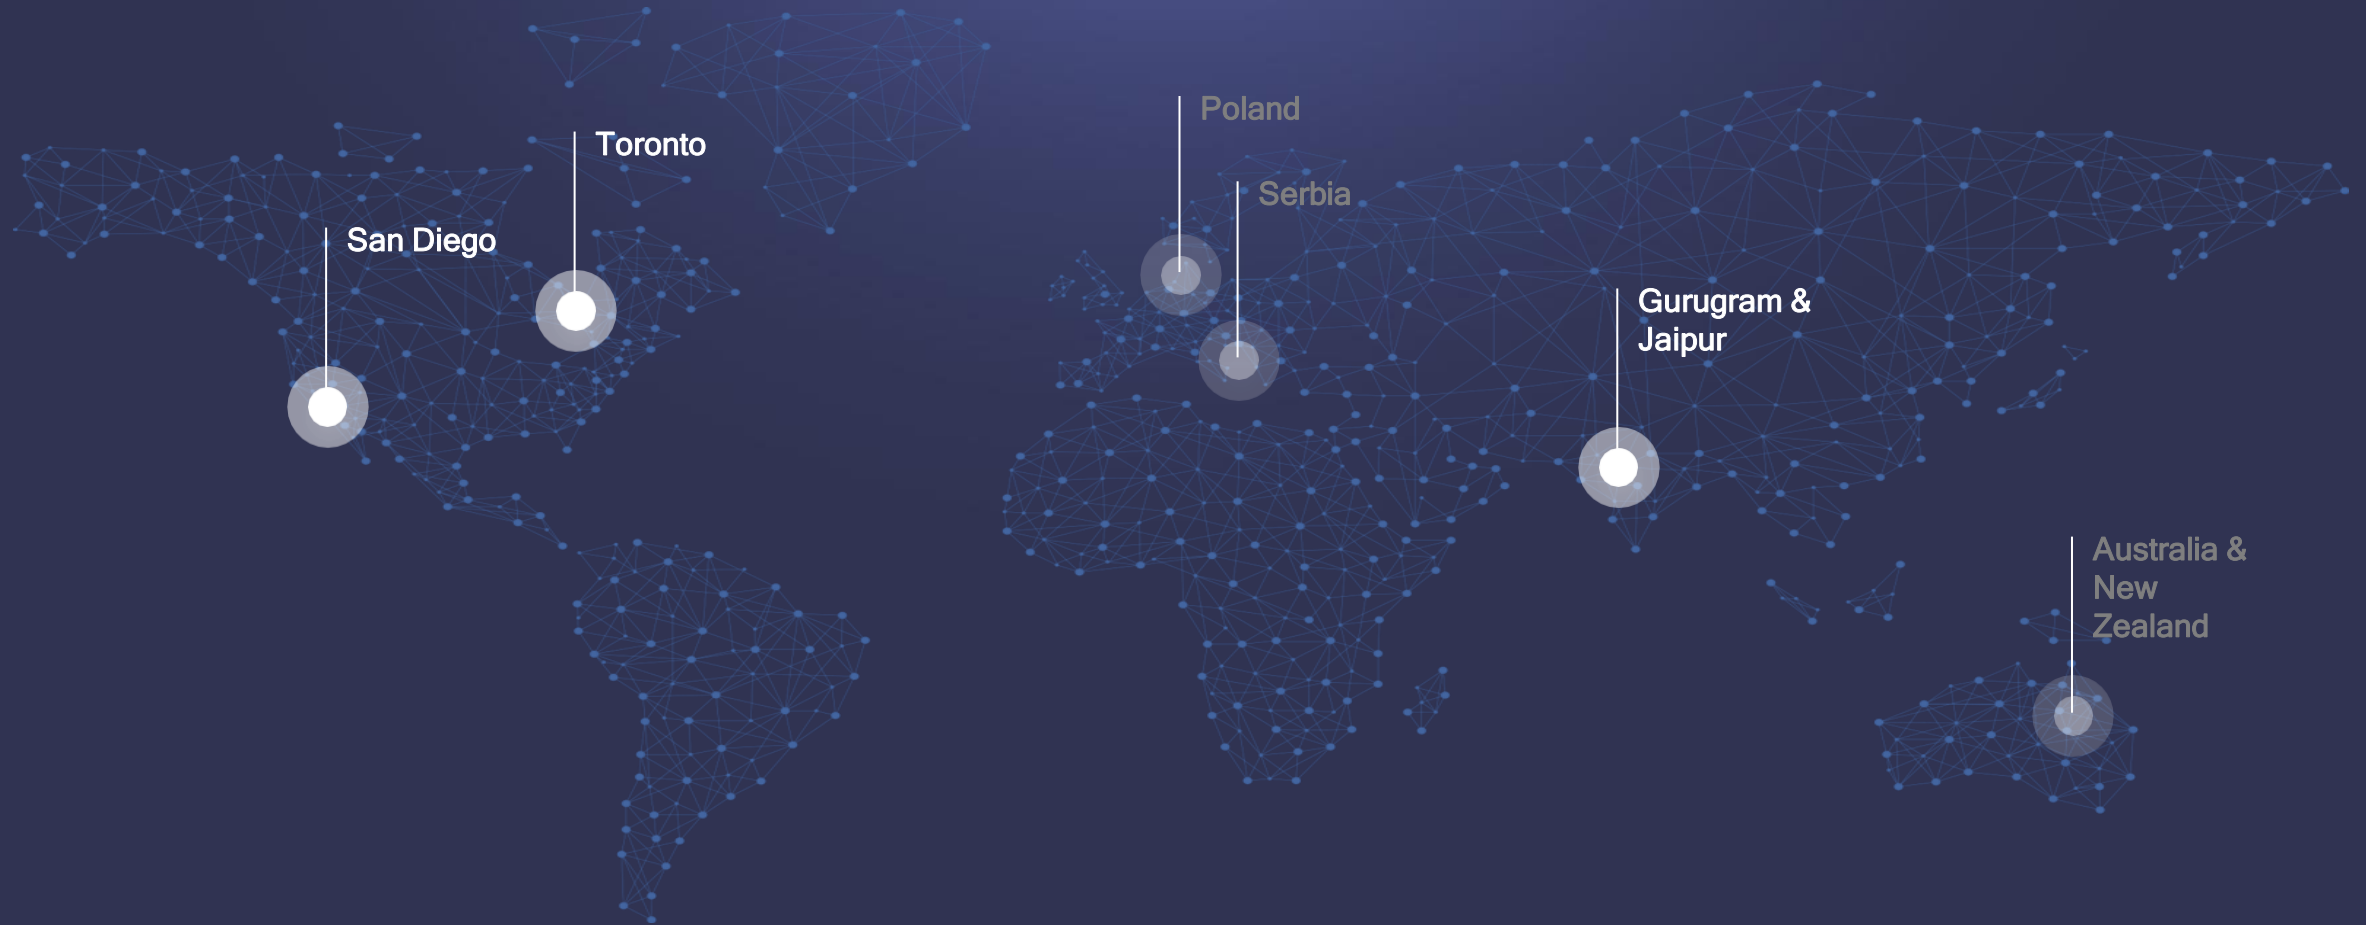 Poland
Toronto
Serbia
San Diego
Gurugram &
Jaipur
Australia &
New
Zealand